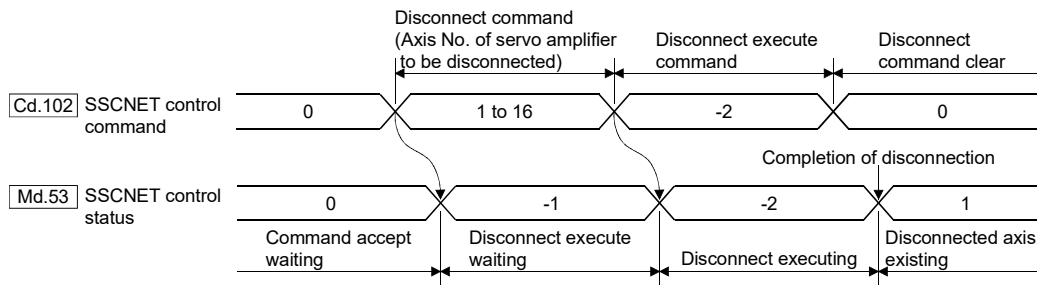 Disconnect command
(Axis No. of servo amplifier
to be disconnected)
Disconnect execute
command
Disconnect
command clear
Cd.102 SSCNET control
command
0
1 to 16
-2
0
Completion of disconnection
Md.53 SSCNET control
status
0
-1
-2
1
Command accept
waiting
Disconnect execute
waiting
Disconnect executing
Disconnected axis
existing